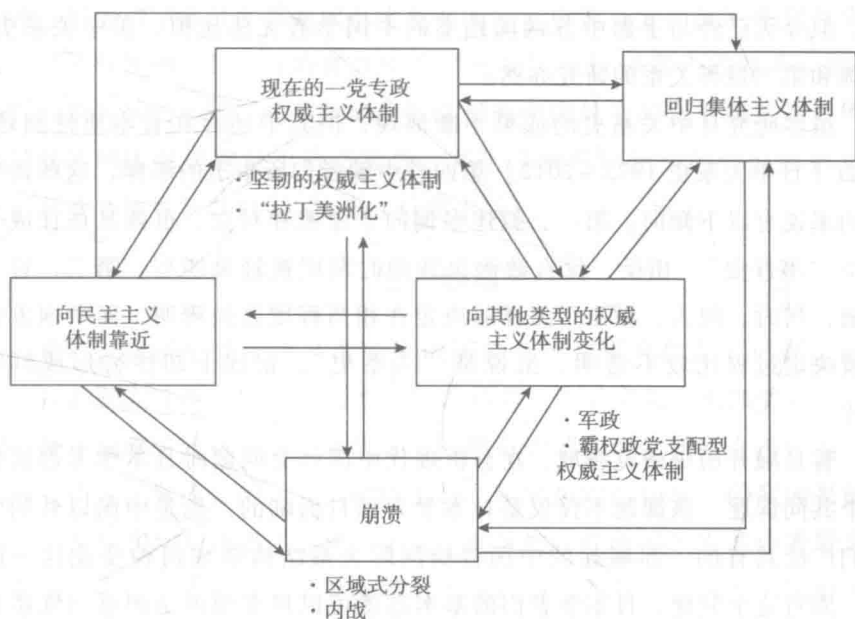 现在的一党专政
权威主义体制
回归集体主义体制
·坚韧的权威主义体制
“拉丁美洲化”
向民主主义
体制靠近
向其他类型的权威
主义体制变化
·军政
·霸权政党支配型
权威主义体制
崩溃
·区域式分裂
·内战